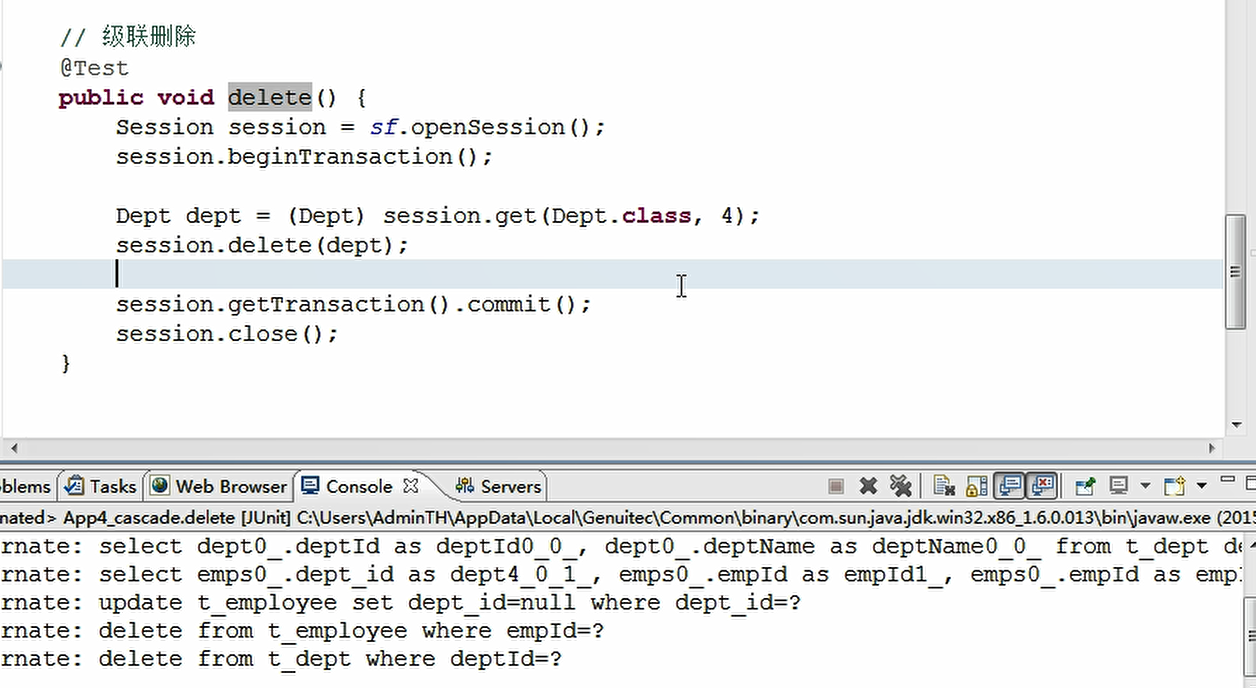 // 级联删除
@Test
public void delete() {
Session session = sf.openSession();
session.beginTransaction();
Dept dept = (Dept) session.get(Dept.class, 4);
session.delete(dept);
session.getTransaction().commit();
session.close();
}
oblems Tasks Web Browser Console Servers
nated> App4_cascade.delete [JUnit] C:\Users\AdminTH\AppData\Local\Genuitec\Common\binary\com.sun.java.jdk.win32.x86_1.6.0.013\bin\javaw.exe (2015
rnate: select dept0_.deptId as deptId0_0_, dept0_.deptName as deptName0_0_ from t_dept de
rnate: select emps0_.dept_id as dept4_0_1_, emps0_.empId as empId1_, emps0_.empId as emp
rnate: update t_employee set dept_id=null where dept_id=?
rnate: delete from t_employee where empId=?
rnate: delete from t_dept where deptId=?